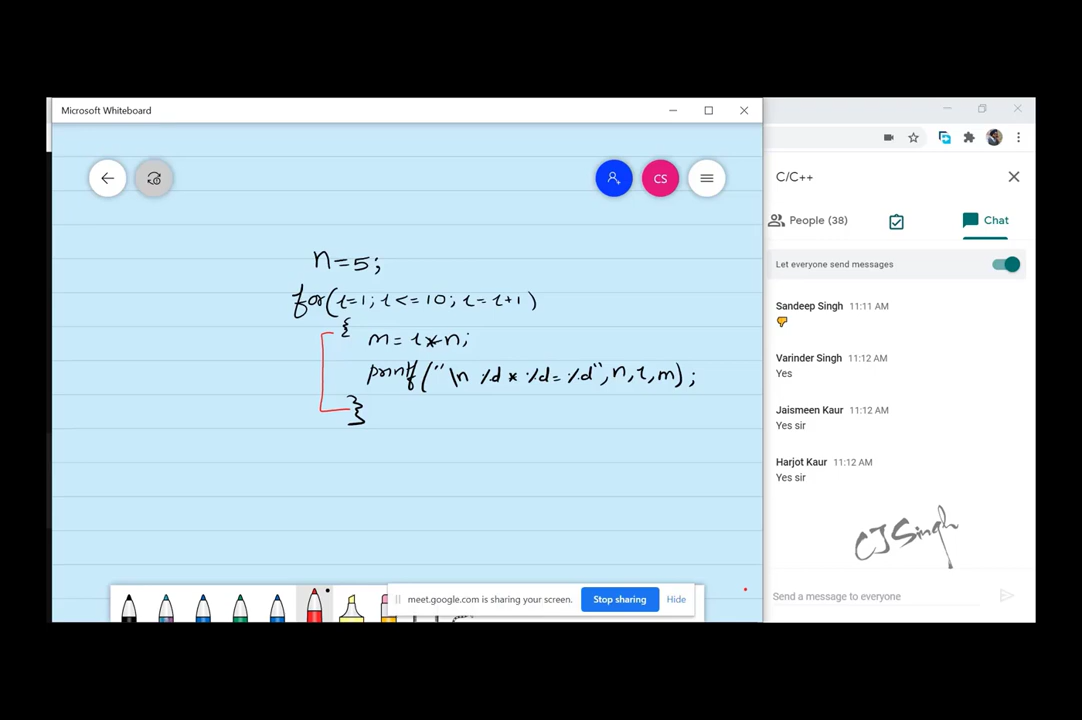 Microsoft Whiteboard
CS
n=5;
for(i=1; i<=10; i=i+1)
{
m = i*n;
printf("\n %d * %d = %d", n, i, m);
}
meet.google.com is sharing your screen.
Stop sharing
Hide
C/C++
People (38)
Chat
Let everyone send messages
Sandeep Singh 11:11 AM
👎
Varinder Singh 11:12 AM
Yes
Jaismeen Kaur 11:12 AM
Yes sir
Harjot Kaur 11:12 AM
Yes sir
CJSingh
Send a message to everyone